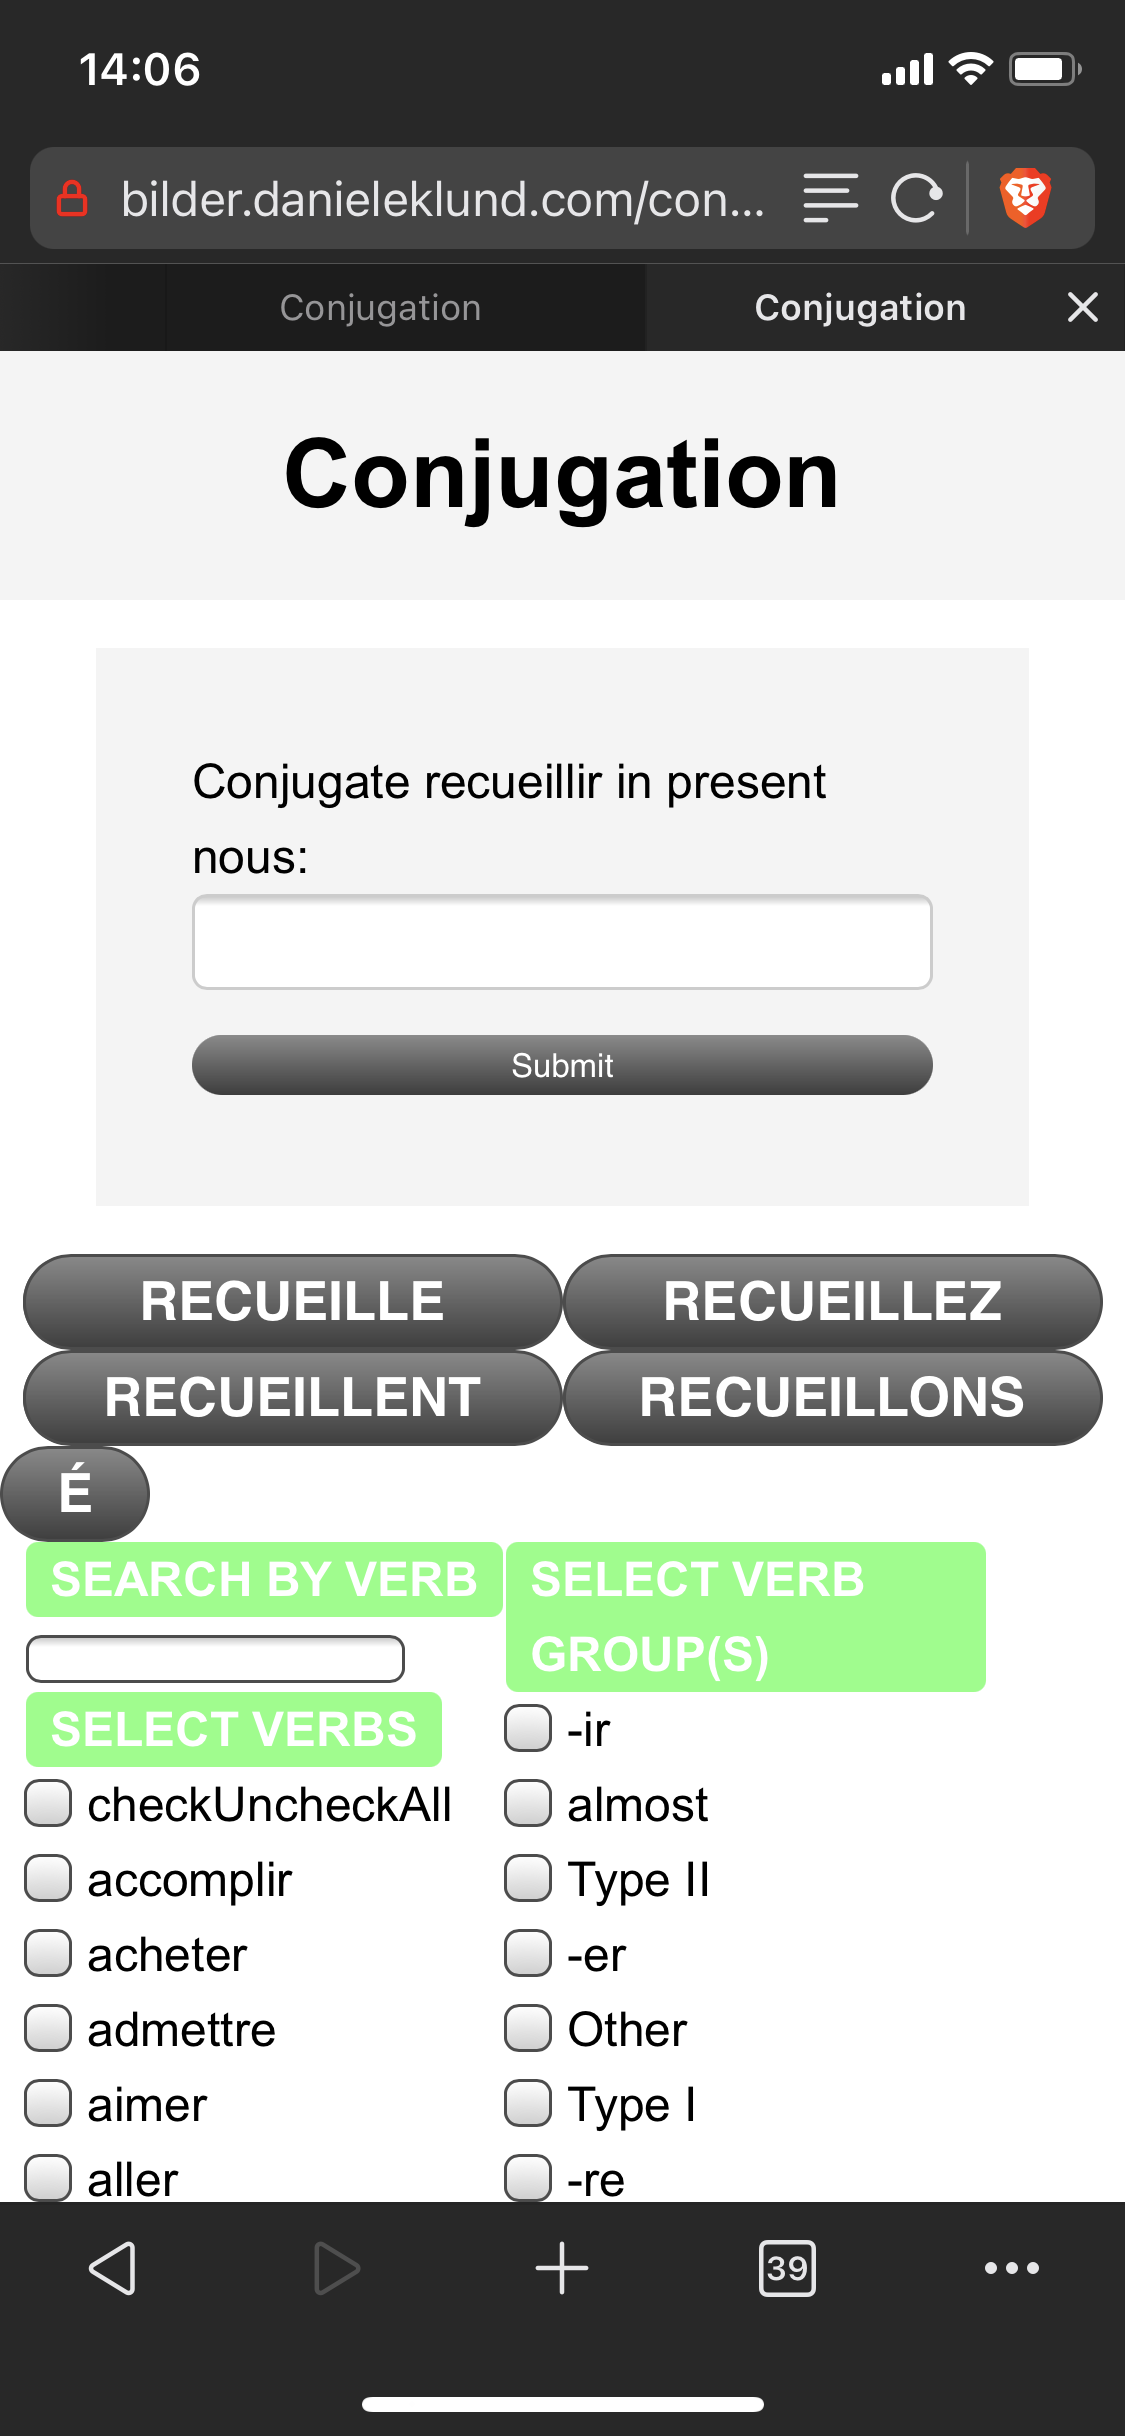 14:06
bilder.danieleklund.com/con...
Conjugation
Conjugation
Conjugation
Conjugate recueillir in present
nous:
Submit
RECUEILLE
RECUEILLEZ
RECUEILLENT
RECUEILLONS
É
SEARCH BY VERB
SELECT VERBS
checkUncheckAll
accomplir
acheter
admettre
aimer
aller
SELECT VERB
GROUP(S)
-ir
almost
Type II
-er
Other
Type I
-re
39